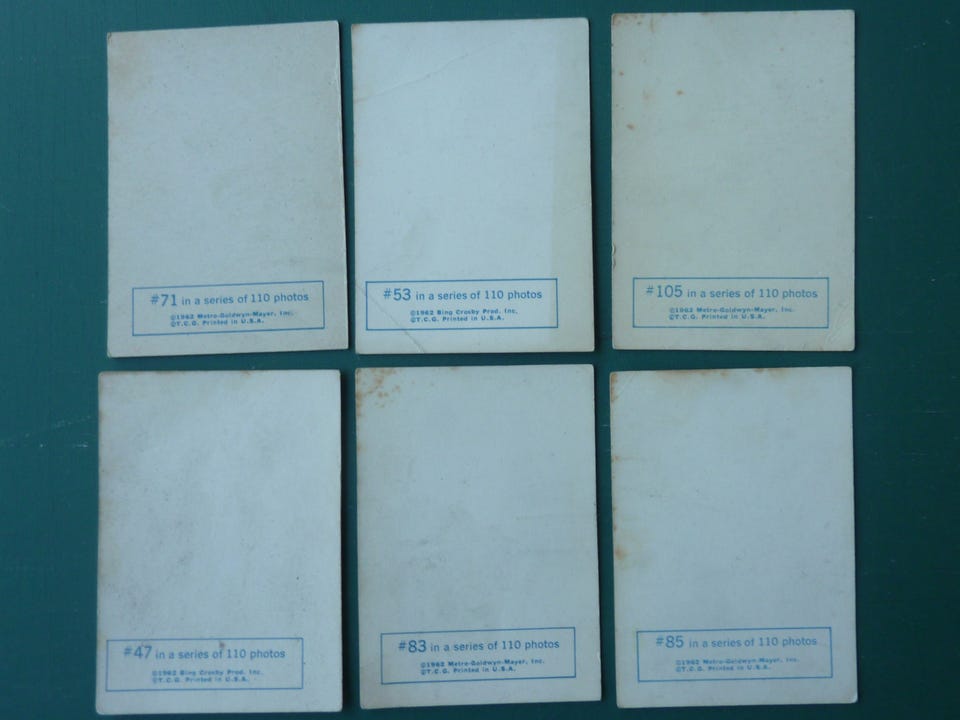 #71 in a series of 110 photos
©1962 Metro-Goldwyn-Mayer, Inc.
©T.C.G. Printed in U.S.A.
#53 in a series of 110 photos
©1962 Bing Crosby Prod. Inc.
©T.C.G. Printed in U.S.A.
#105 in a series of 110 photos
©1962 Metro-Goldwyn-Mayer, Inc.
©T.C.G. Printed in U.S.A.
#47 in a series of 110 photos
©1962 Bing Crosby Prod. Inc.
©T.C.G. Printed in U.S.A.
#83 in a series of 110 photos
©1962 Metro-Goldwyn-Mayer, Inc.
©T.C.G. Printed in U.S.A.
#85 in a series of 110 photos
©1962 Metro-Goldwyn-Mayer, Inc.
©T.C.G. Printed in U.S.A.